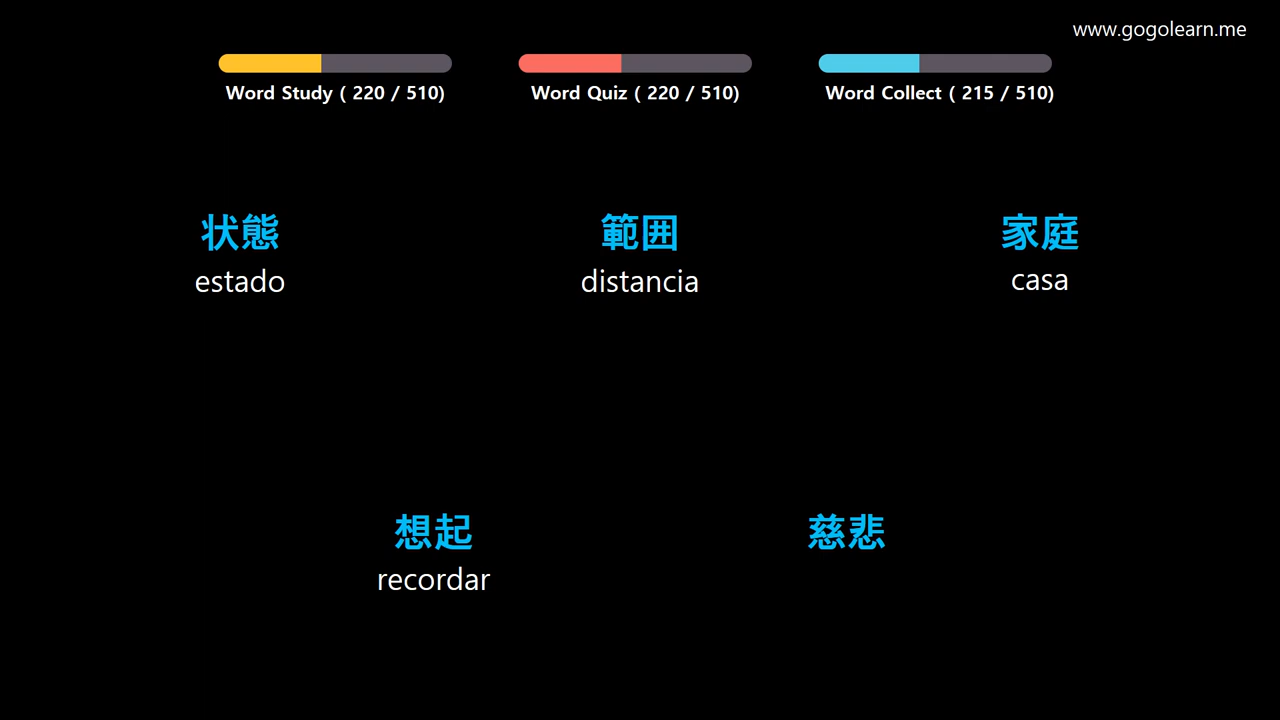 www.gogolearn.me
Word Study ( 220 / 510)
Word Quiz ( 220 / 510)
Word Collect ( 215 / 510)
状態
estado
範囲
distancia
家庭
casa
想起
recordar
慈悲